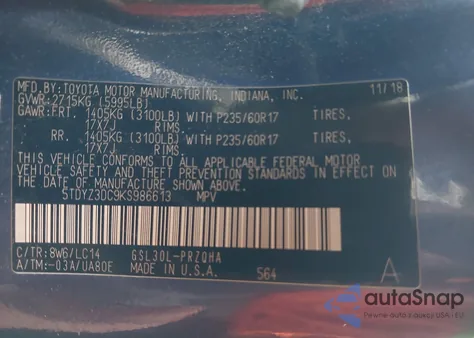 MFD.BY:TOYOTA MOTOR MANUFACTURING, INDIANA, INC. 11/18
GVWR:2715KG (5995LB)
GAWR:FRT. 1405KG (3100LB) WITH P235/60R17 TIRES,
17X7J RIMS
RR. 1405KG (3100LB) WITH P235/60R17 TIRES,
17X7J RIMS
THIS VEHICLE CONFORMS TO ALL APPLICABLE FEDERAL MOTOR
VEHICLE SAFETY AND THEFT PREVENTION STANDARDS IN EFFECT ON
THE DATE OF MANUFACTURE SHOWN ABOVE.
5TDYZ3DC9KS986613 MPV
C/TR:8W6/LC14 GSL30L-PRZQHA
A/TM:-03A/UA80E MADE IN U.S.A. 564 A
autoSnap